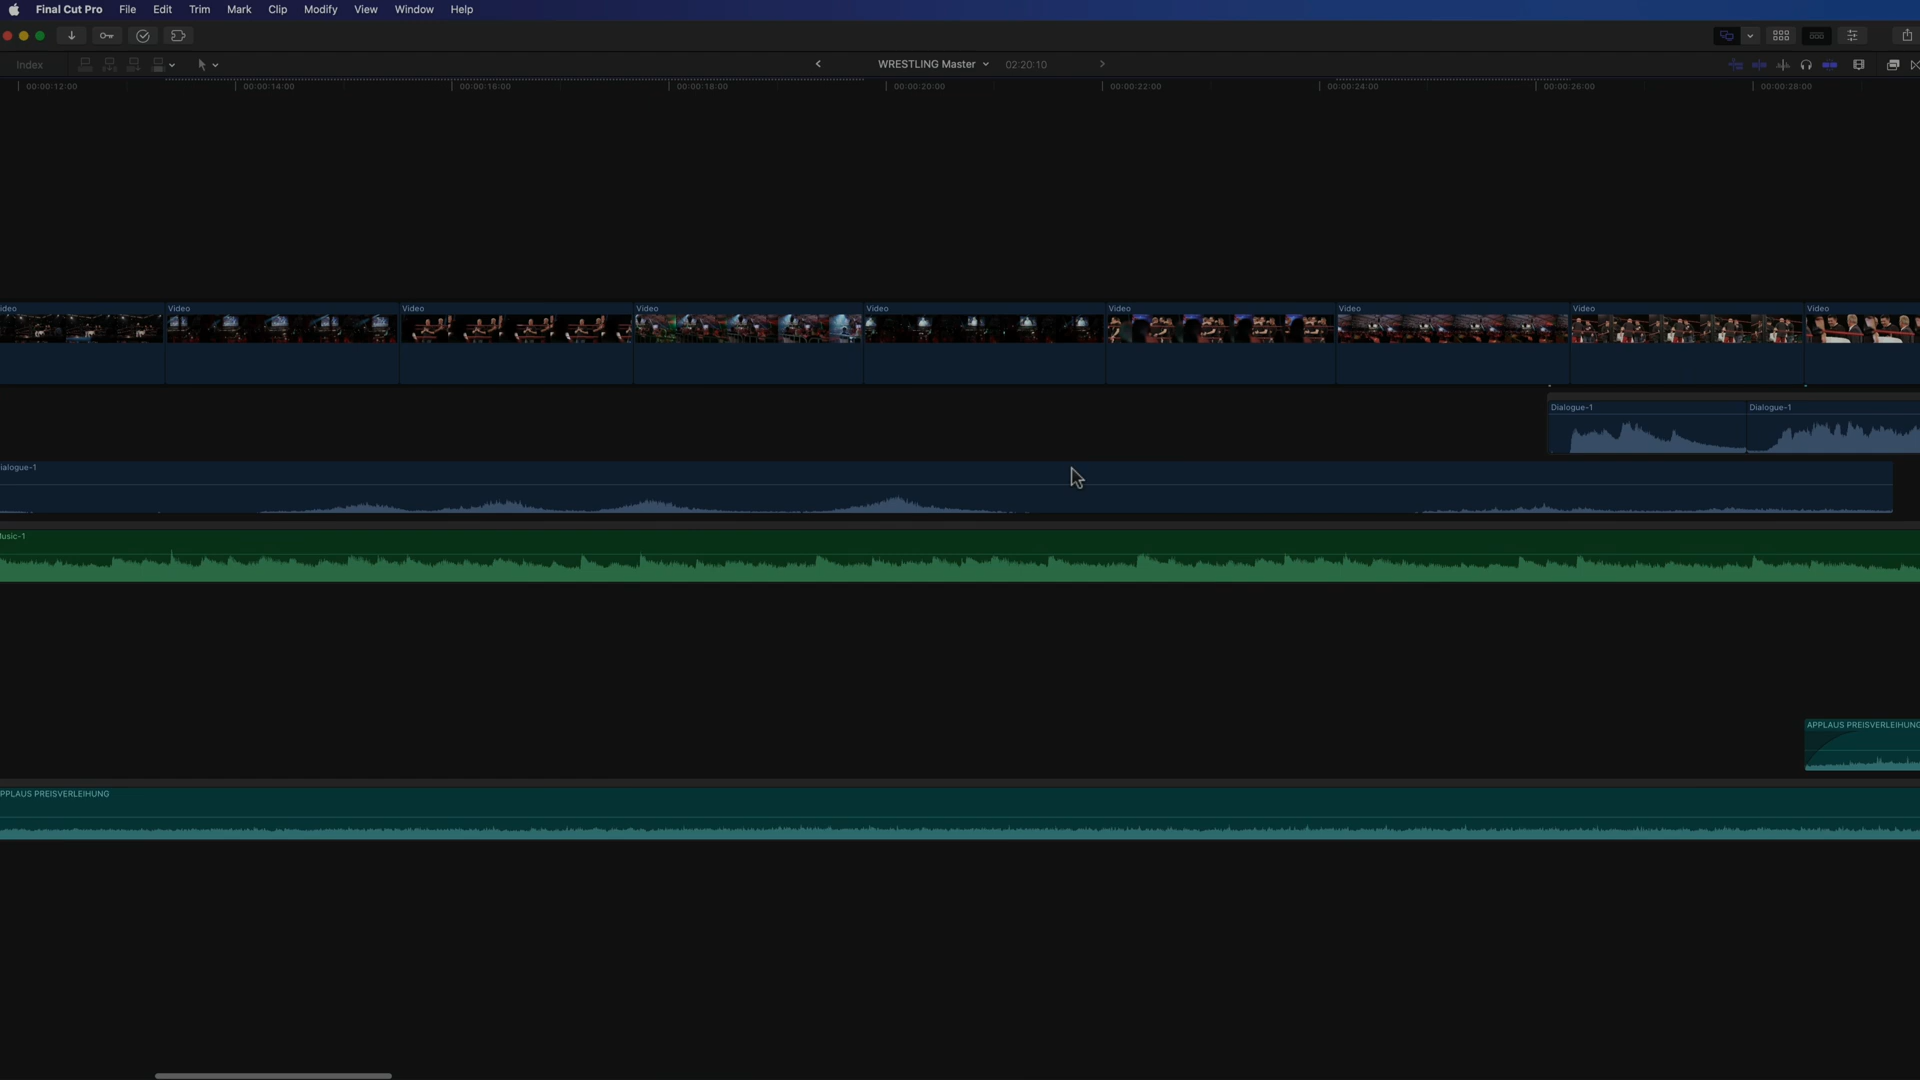 Final Cut Pro File Edit Trim Mark Clip Modify View Window Help
Index WRESTLING Master 02:20:10
00:00:12:00 00:00:14:00 00:00:16:00 00:00:18:00 00:00:20:00 00:00:22:00 00:00:24:00 00:00:26:00 00:00:28:00
ideo Video Video Video Video Video Video Video Video
Dialogue-1 Dialogue-1
ialogue-1
Music-1
APPLAUS PREISVERLEIHUNG
PPLAUS PREISVERLEIHUNG